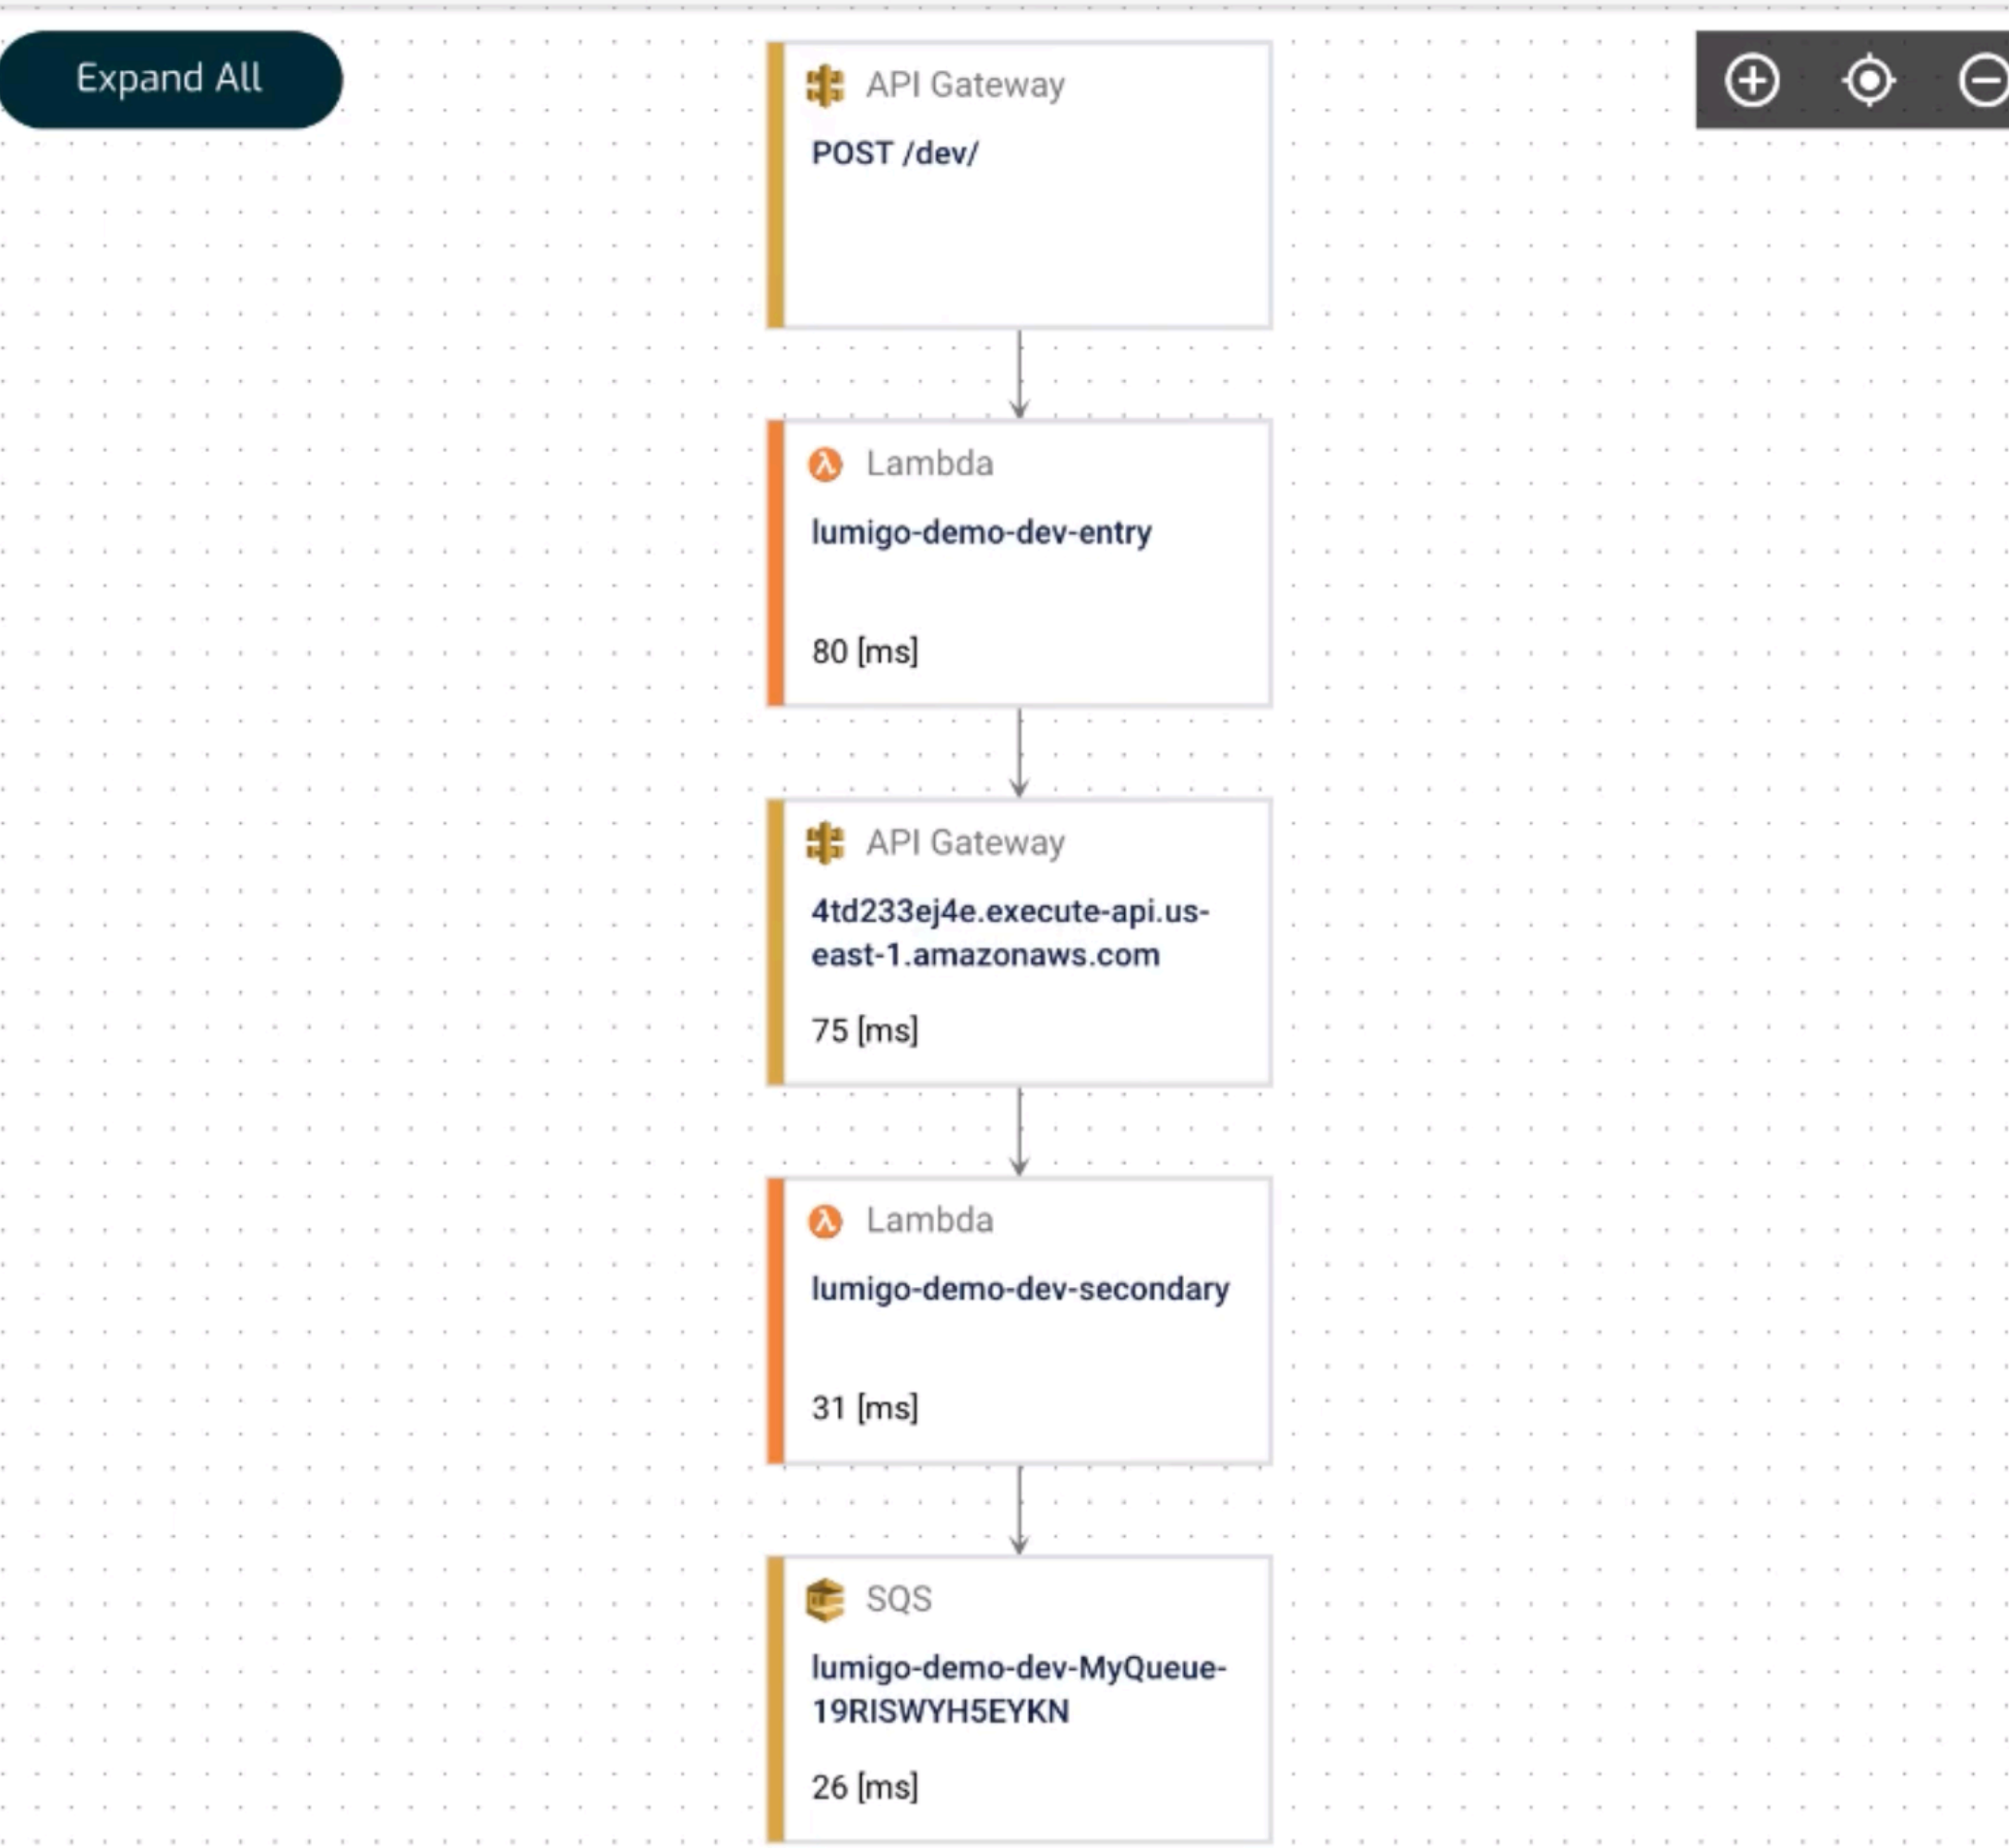 Expand All
API Gateway
POST /dev/
Lambda
lumigo-demo-dev-entry
80 [ms]
API Gateway
4td233ej4e.execute-api.us-
east-1.amazonaws.com
75 [ms]
Lambda
lumigo-demo-dev-secondary
31 [ms]
SQS
lumigo-demo-dev-MyQueue-
19RISWYH5EYKN
26 [ms]